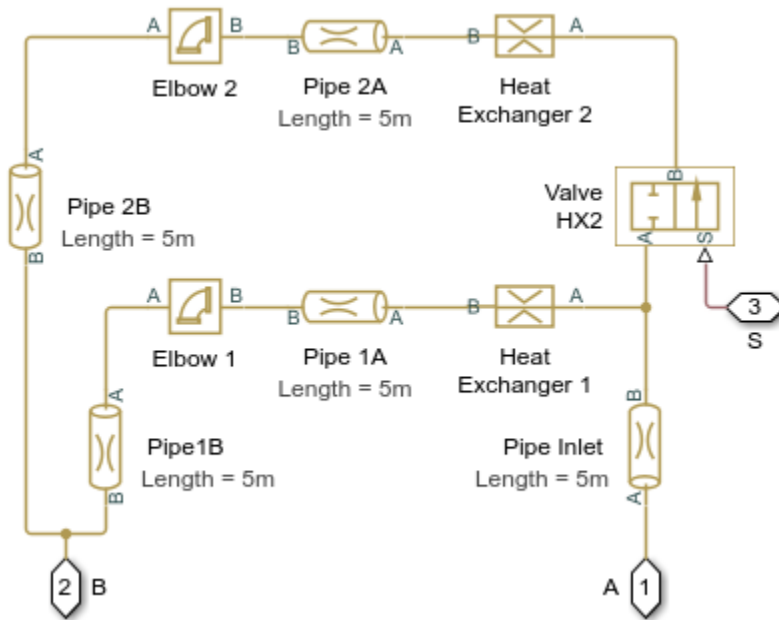 A B B A B A
Elbow 2 Pipe 2A Heat
Length = 5m Exchanger 2
A B
Pipe 2B Valve
Length = 5m HX2
B A S
A B B A B A 3
S
Elbow 1 Pipe 1A Heat
Length = 5m Exchanger 1
A B
Pipe1B Pipe Inlet
Length = 5m Length = 5m
B A
2 B A 1